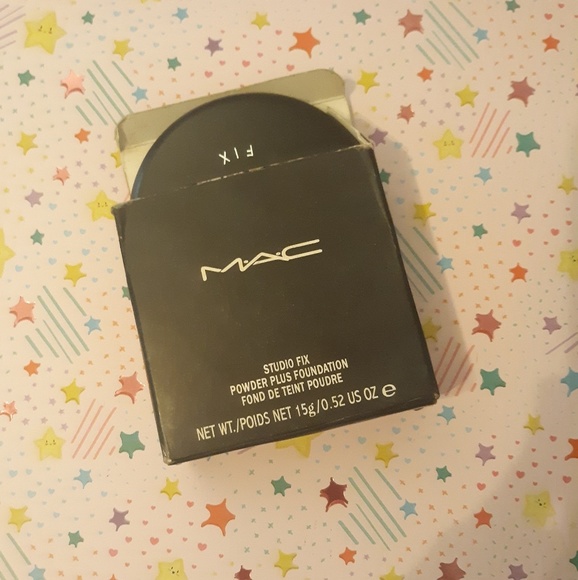 FIX
M·A·C
STUDIO FIX
POWDER PLUS FOUNDATION
FOND DE TEINT POUDRE
NET WT./POIDS NET 15g/0.52 US OZ e